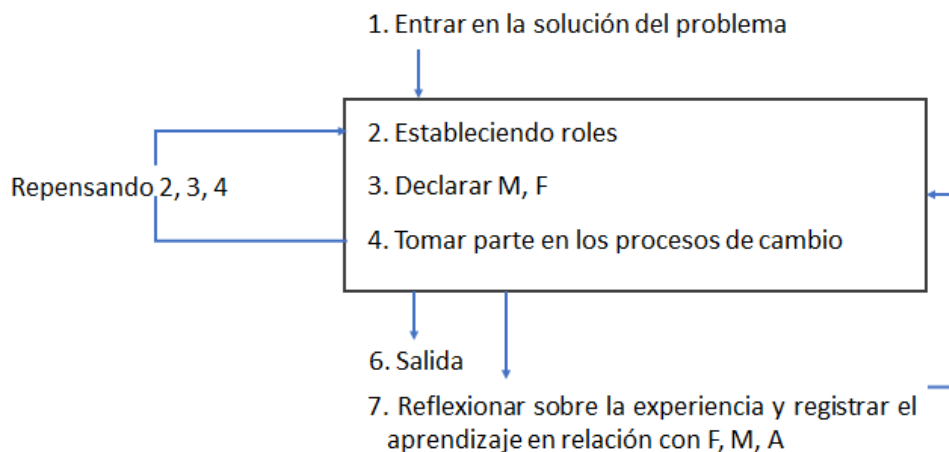 1. Entrar en la solución del problema
2. Estableciendo roles
3. Declarar M, F
Repensando 2, 3, 4
4. Tomar parte en los procesos de cambio
6. Salida
7. Reflexionar sobre la experiencia y registrar el
aprendizaje en relación con F, M, A